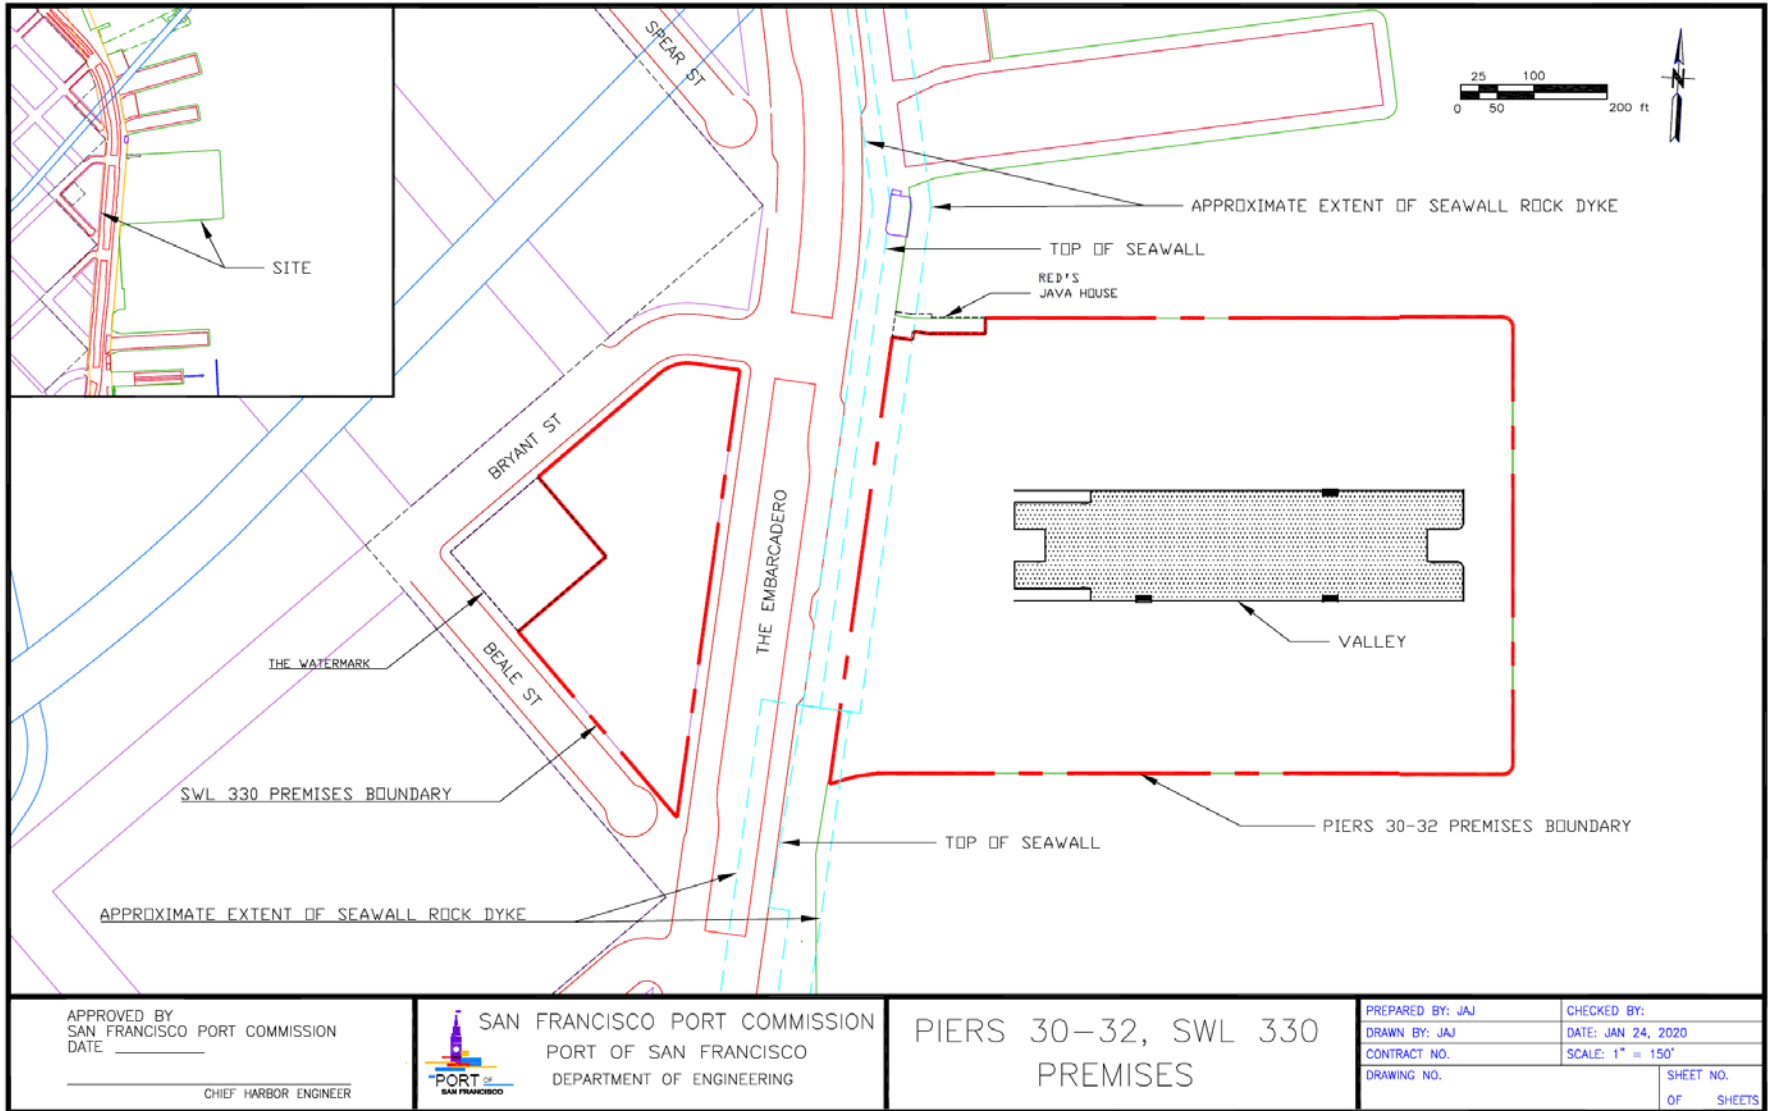 SPEAR ST
25 100
0 50 200 ft
N
APPROXIMATE EXTENT OF SEAWALL ROCK DYKE
TOP OF SEAWALL
SITE
RED'S
JAVA HOUSE
BRYANT ST
THE EMBARCADERO
VALLEY
THE WATERMARK
BEALE ST
SWL 330 PREMISES BOUNDARY
PIERS 30-32 PREMISES BOUNDARY
TOP OF SEAWALL
APPROXIMATE EXTENT OF SEAWALL ROCK DYKE
APPROVED BY
SAN FRANCISCO PORT COMMISSION
DATE
CHIEF HARBOR ENGINEER
PORT OF
SAN FRANCISCO
SAN FRANCISCO PORT COMMISSION
PORT OF SAN FRANCISCO
DEPARTMENT OF ENGINEERING
PIERS 30-32, SWL 330
PREMISES
PREPARED BY: JAJ
CHECKED BY:
DRAWN BY: JAJ
DATE: JAN 24, 2020
CONTRACT NO.
SCALE: 1" = 150'
DRAWING NO.
SHEET NO.
OF SHEETS